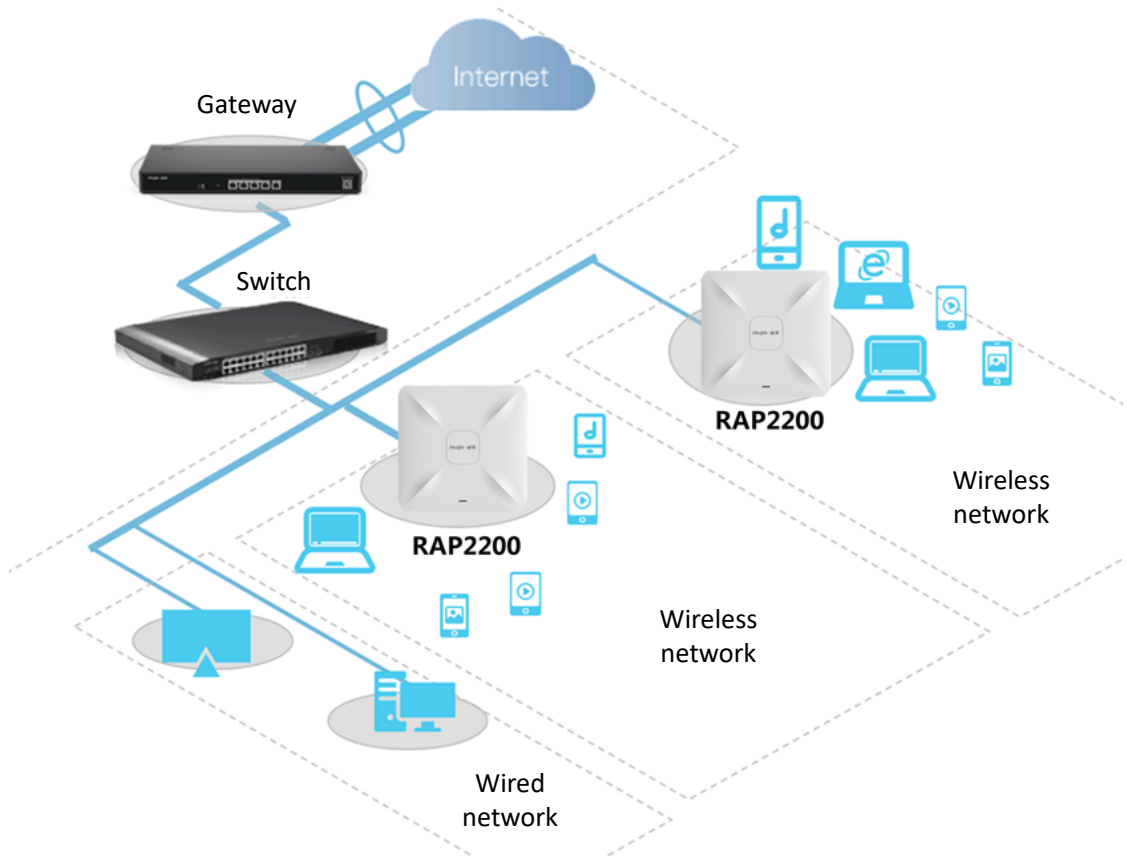 Internet
Gateway
Switch
RAP2200
RAP2200
Wireless
network
Wireless
network
Wired
network